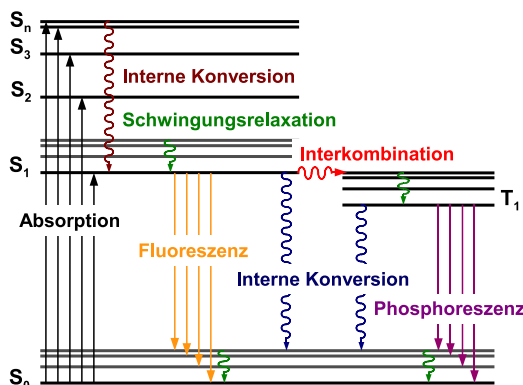 Sn
S3
Interne Konversion
S2
Schwingungsrelaxation
Interkombination
S1
T1
Absorption
Fluoreszenz
Interne Konversion
Phosphoreszenz
S0